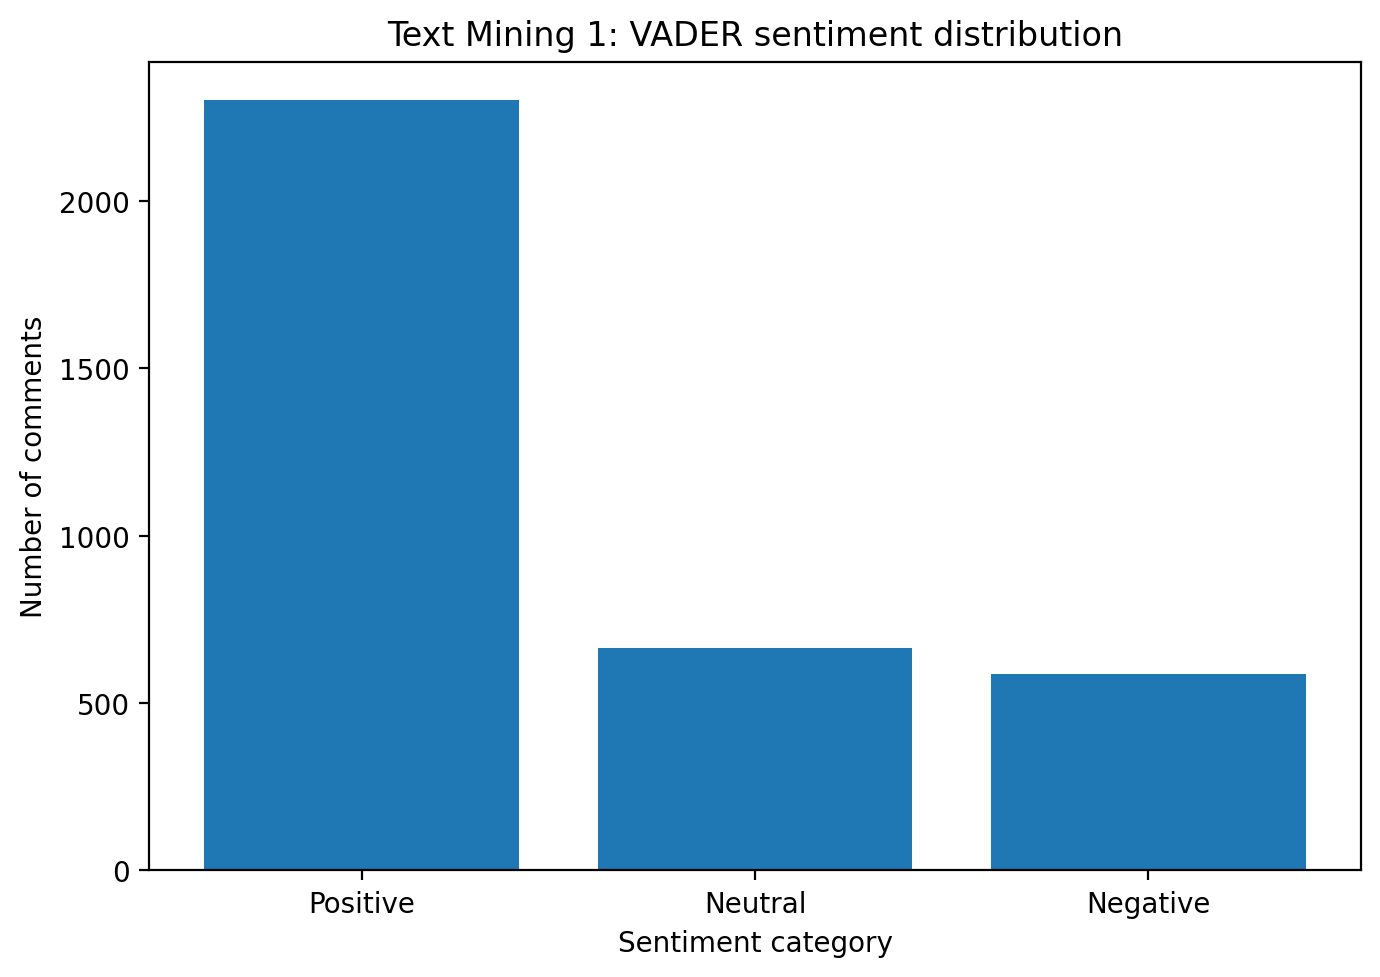 Text Mining 1: VADER sentiment distribution
Number of comments
2000
1500
1000
500
0
Positive
Neutral
Negative
Sentiment category